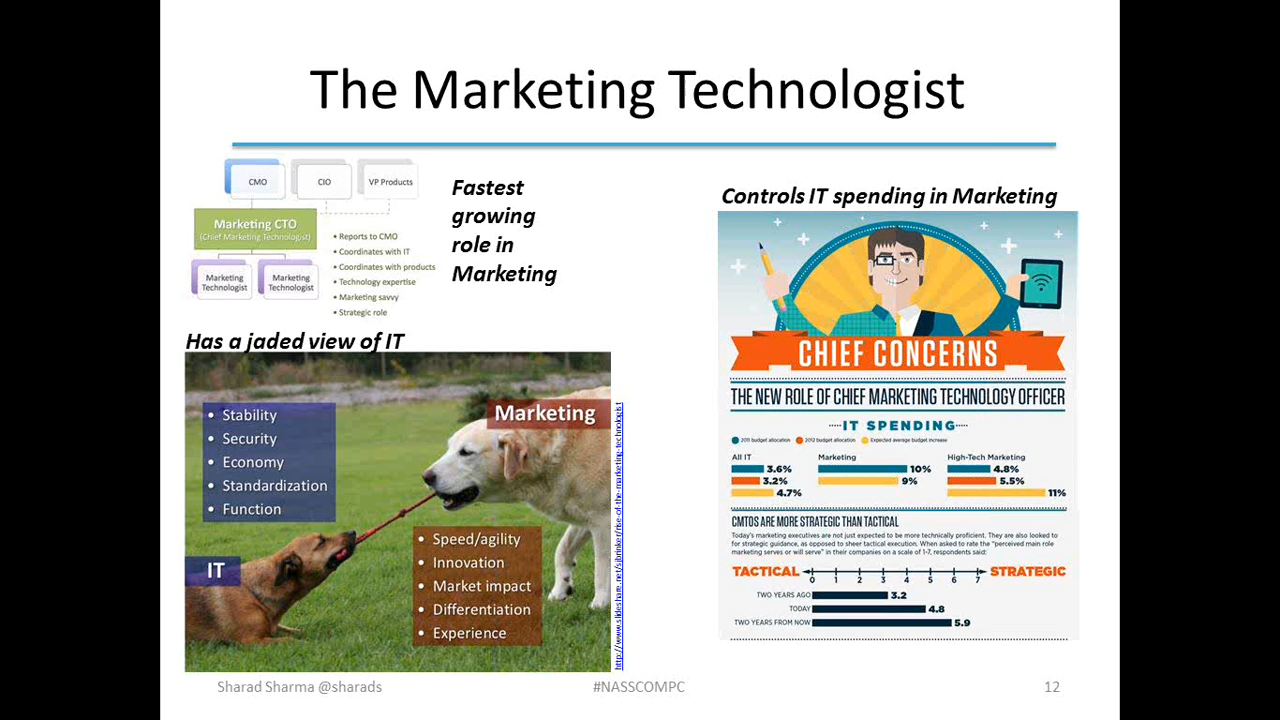 The Marketing Technologist
CMO
CIO
VP Products
Marketing CTO
(Chief Marketing Technologist)
Marketing
Technologist
Marketing
Technologist
• Reports to CMO
• Coordinates with IT
• Coordinates with products
• Technology expertise
• Marketing savvy
• Strategic role
Fastest
growing
role in
Marketing
Has a jaded view of IT
• Stability
• Security
• Economy
• Standardization
• Function
IT
Marketing
• Speed/agility
• Innovation
• Market impact
• Differentiation
• Experience
http://www.slideshare.net/sjbrinker/rise-of-the-marketing-technologist
Controls IT spending in Marketing
CHIEF CONCERNS
THE NEW ROLE OF CHIEF MARKETING TECHNOLOGY OFFICER
IT SPENDING
2011 budget allocation 2012 budget allocation Expected average budget increase
All IT
3.6%
3.2%
4.7%
Marketing
10%
9%
High-Tech Marketing
4.8%
5.5%
11%
CMTOS ARE MORE STRATEGIC THAN TACTICAL
Today's marketing executives are not just expected to be more technically proficient. They are also looked to
for strategic guidance, as opposed to sheer tactical execution. When asked to rate the "perceived main role
marketing serves or will serve" in their companies on a scale of 1-7, respondents said:
TACTICAL STRATEGIC
0 1 2 3 4 5 6 7
TWO YEARS AGO 3.2
TODAY 4.8
TWO YEARS FROM NOW 5.9
Sharad Sharma @sharads
#NASSCOMPC
12